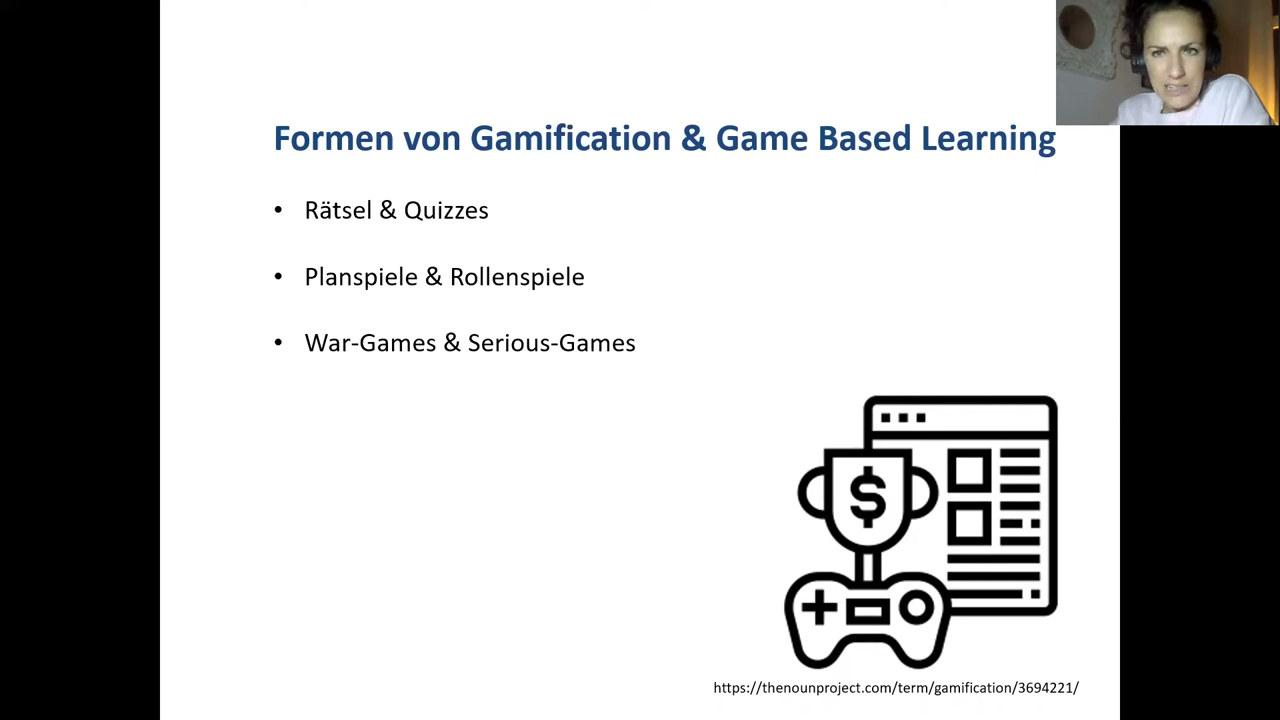 Formen von Gamification & Game Based Learning
• Rätsel & Quizzes
• Planspiele & Rollenspiele
• War-Games & Serious-Games
$
https://thenounproject.com/term/gamification/3694221/